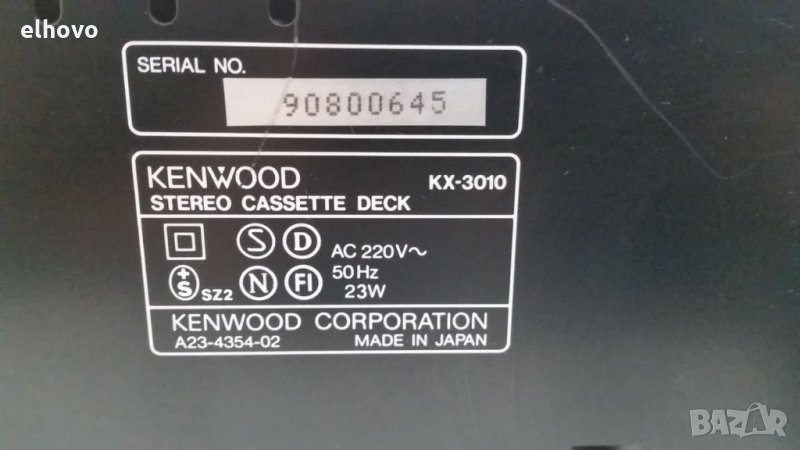 elhovo
SERIAL NO.
90800645
KENWOOD KX-3010
STEREO CASSETTE DECK
S D AC 220V~
50Hz
+S SZ2 N FI 23W
KENWOOD CORPORATION
A23-4354-02 MADE IN JAPAN
BAZAR